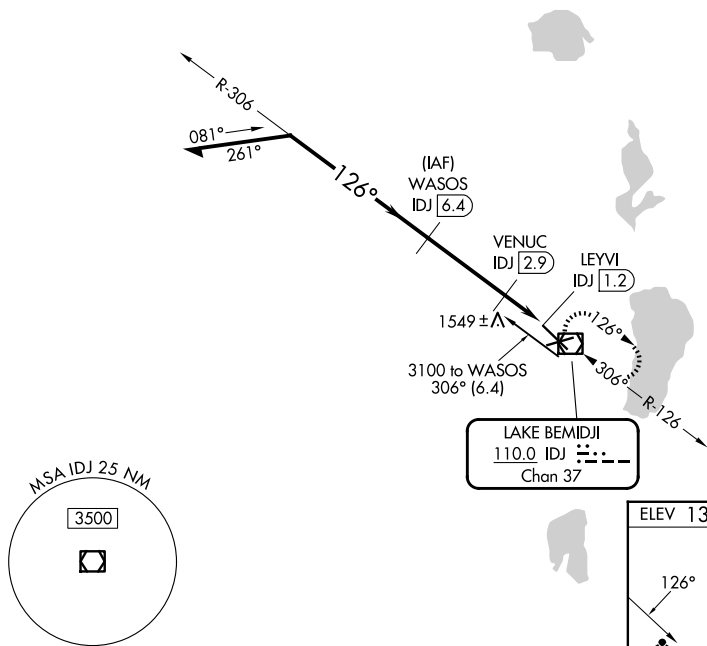 R-306
081°
261°
126°
(IAF)
WASOS
IDJ 6.4
VENUC
IDJ 2.9
LEYVI
IDJ 1.2
1549 ±
126°
306°
3100 to WASOS
306° (6.4)
R-126
LAKE BEMIDJI
110.0 IDJ
Chan 37
MSA IDJ 25 NM
3500
ELEV 13
126°